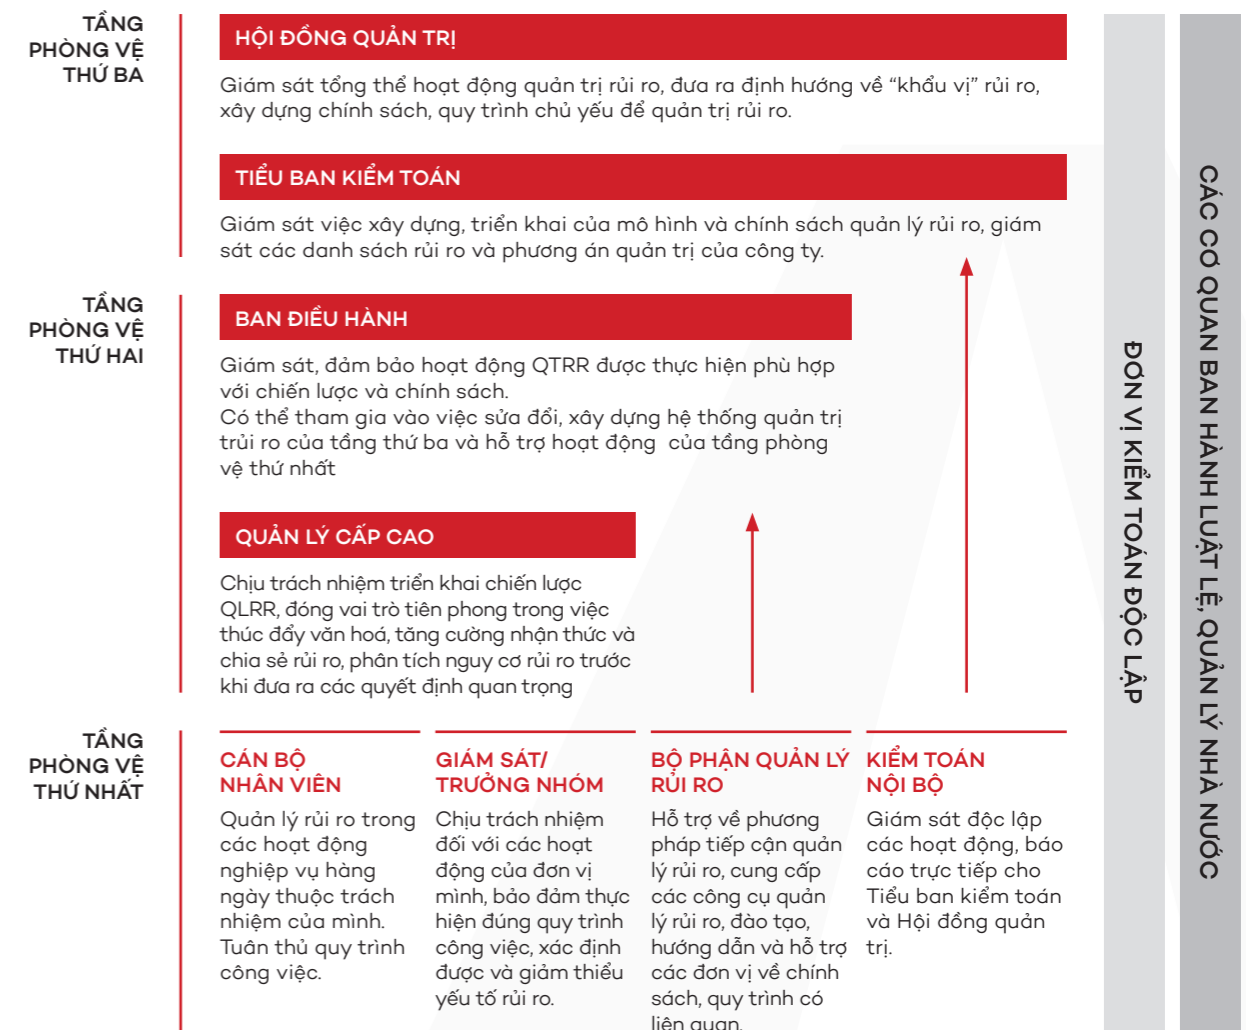 TẦNG
PHÒNG VỆ
THỨ BA
HỘI ĐỒNG QUẢN TRỊ
Giám sát tổng thể hoạt động quản trị rủi ro, đưa ra định hướng về “khẩu vị” rủi ro,
xây dựng chính sách, quy trình chủ yếu để quản trị rủi ro.
TIỂU BAN KIỂM TOÁN
Giám sát việc xây dựng, triển khai của mô hình và chính sách quản lý rủi ro, giám
sát các danh sách rủi ro và phương án quản trị của công ty.
TẦNG
PHÒNG VỆ
THỨ HAI
BAN ĐIỀU HÀNH
Giám sát, đảm bảo hoạt động QTRR được thực hiện phù hợp
với chiến lược và chính sách.
Có thể tham gia vào việc sửa đổi, xây dựng hệ thống quản trị
trủi ro của tầng thứ ba và hỗ trợ hoạt động của tầng phòng
vệ thứ nhất
QUẢN LÝ CẤP CAO
Chịu trách nhiệm triển khai chiến lược
QLRR, đóng vai trò tiên phong trong việc
thúc đẩy văn hoá, tăng cường nhận thức và
chia sẻ rủi ro, phân tích nguy cơ rủi ro trước
khi đưa ra các quyết định quan trọng
TẦNG
PHÒNG VỆ
THỨ NHẤT
CÁN BỘ
NHÂN VIÊN
Quản lý rủi ro trong
các hoạt động
nghiệp vụ hàng
ngày thuộc trách
nhiệm của mình.
Tuân thủ quy trình
công việc.
GIÁM SÁT/
TRƯỞNG NHÓM
Chịu trách nhiệm
đối với các hoạt
động của đơn vị
mình, bảo đảm thực
hiện đúng quy trình
công việc, xác định
được và giảm thiểu
yếu tố rủi ro.
BỘ PHẬN QUẢN LÝ
RỦI RO
Hỗ trợ về phương
pháp tiếp cận quản
lý rủi ro, cung cấp
các công cụ quản
lý rủi ro, đào tạo,
hướng dẫn và hỗ trợ
các đơn vị về chính
sách, quy trình có
liên quan.
KIỂM TOÁN
NỘI BỘ
Giám sát độc lập
các hoạt động, báo
cáo trực tiếp cho
Tiểu ban kiểm toán
và Hội đồng quản
trị.
ĐƠN VỊ KIỂM TOÁN ĐỘC LẬP
CÁC CƠ QUAN BAN HÀNH LUẬT LỆ, QUẢN LÝ NHÀ NƯỚC